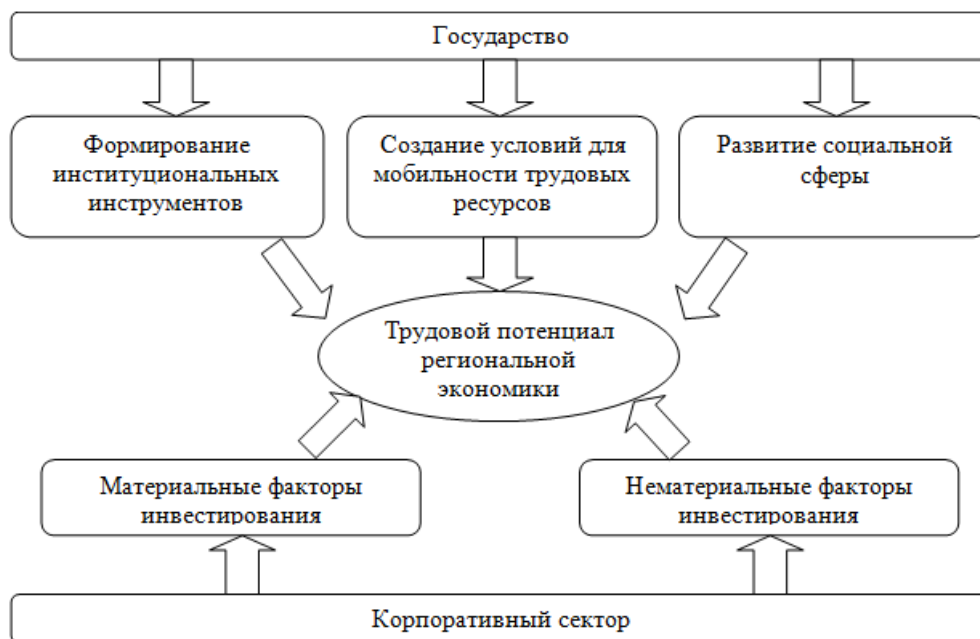 Государство
Формирование
институциональных
инструментов
Создание условий для
мобильности трудовых
ресурсов
Развитие социальной
сферы
Трудовой потенциал
региональной
экономики
Материальные факторы
инвестирования
Нематериальные факторы
инвестирования
Корпоративный сектор